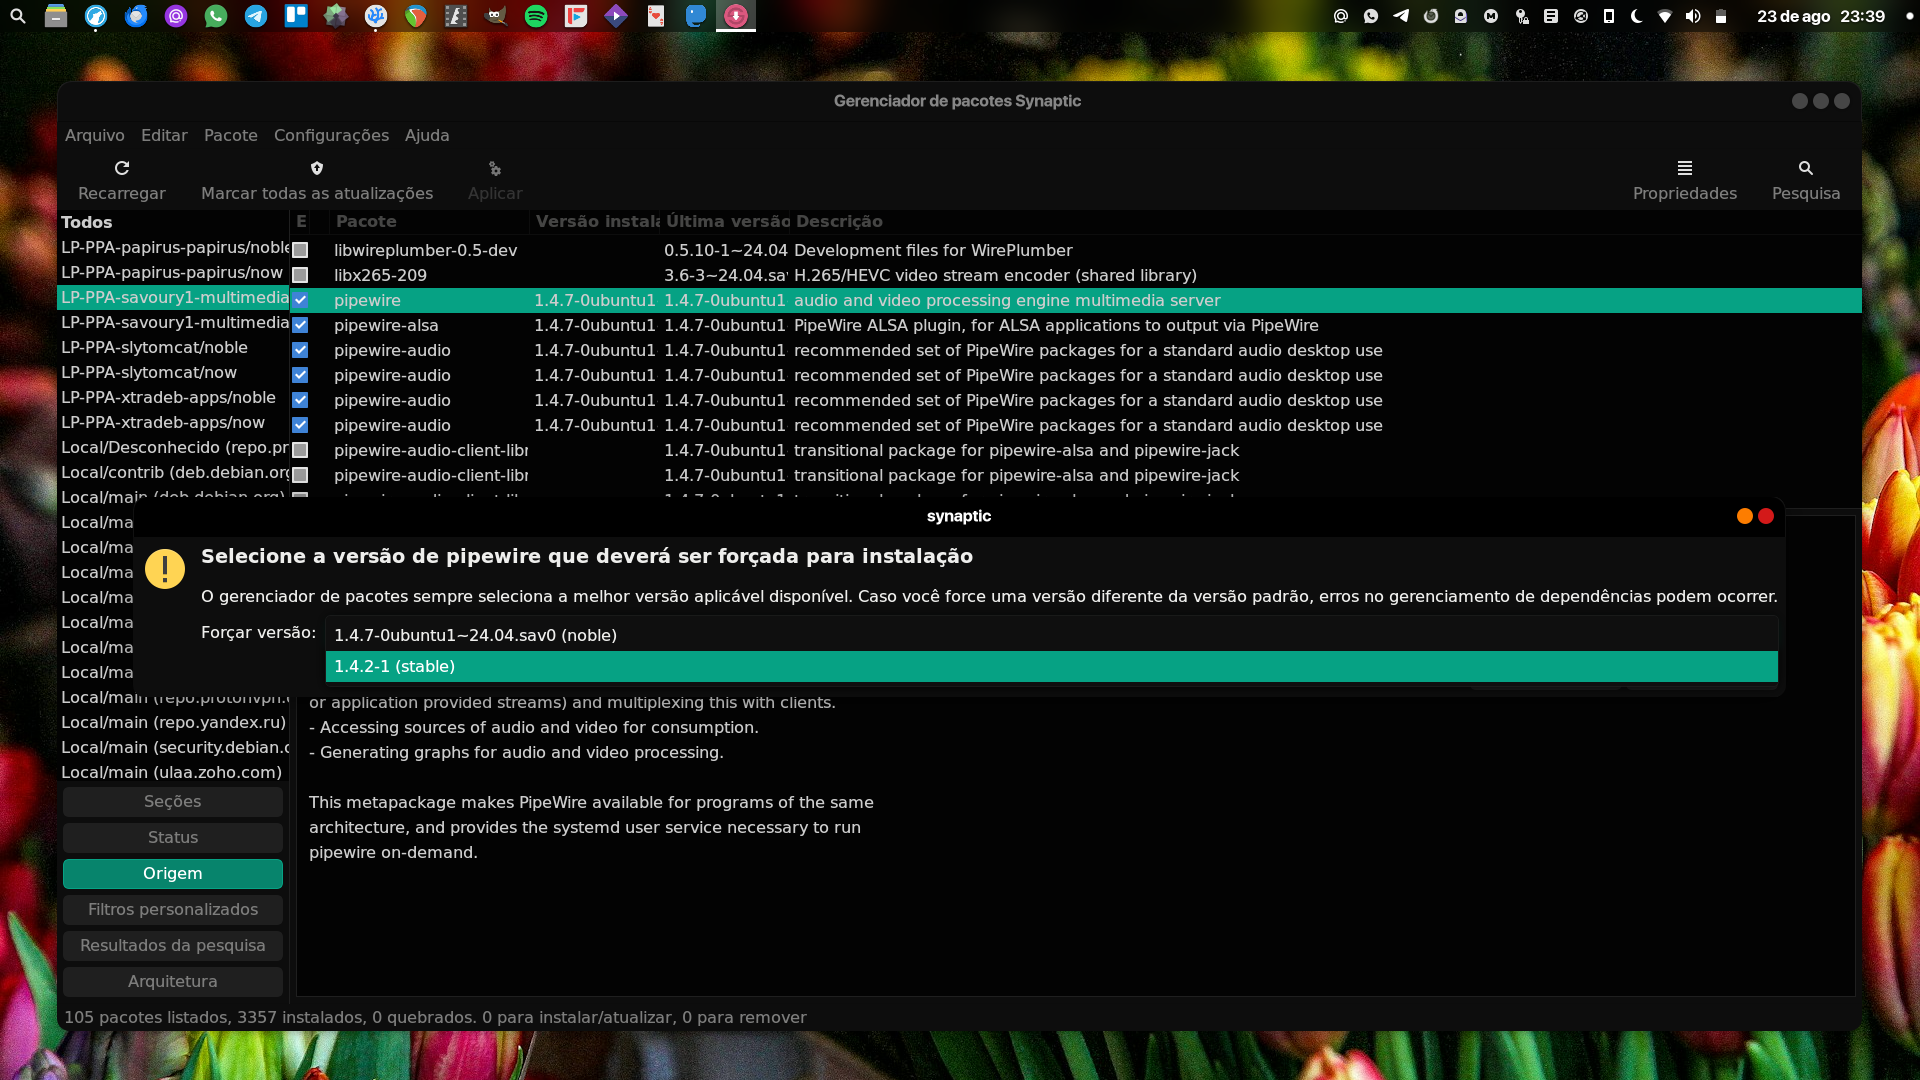 23 de ago 23:39
Gerenciador de pacotes Synaptic
Arquivo Editar Pacote Configurações Ajuda
Recarregar Marcar todas as atualizações Aplicar Propriedades Pesquisa
E Pacote Versão instala Última versão Descrição
Todos
LP-PPA-papirus-papirus/noble
LP-PPA-papirus-papirus/now
LP-PPA-savoury1-multimedia
LP-PPA-savoury1-multimedia
LP-PPA-slytomcat/noble
LP-PPA-slytomcat/now
LP-PPA-xtradeb-apps/noble
LP-PPA-xtradeb-apps/now
Local/Desconhecido (repo.pr
Local/contrib (deb.debian.org
Local/main (deb.debian.org)
Local/ma
Local/ma
Local/ma
Local/ma
Local/ma
Local/ma
Local/ma
Local/main (repo.protonvpn.c
Local/main (repo.yandex.ru)
Local/main (security.debian.o
Local/main (ulaa.zoho.com)
Seções
Status
Origem
Filtros personalizados
Resultados da pesquisa
Arquitetura
libwireplumber-0.5-dev 0.5.10-1~24.04 Development files for WirePlumber
libx265-209 3.6-3~24.04.sav H.265/HEVC video stream encoder (shared library)
pipewire 1.4.7-0ubuntu1 1.4.7-0ubuntu1 audio and video processing engine multimedia server
pipewire-alsa 1.4.7-0ubuntu1 1.4.7-0ubuntu1 PipeWire ALSA plugin, for ALSA applications to output via PipeWire
pipewire-audio 1.4.7-0ubuntu1 1.4.7-0ubuntu1 recommended set of PipeWire packages for a standard audio desktop use
pipewire-audio 1.4.7-0ubuntu1 1.4.7-0ubuntu1 recommended set of PipeWire packages for a standard audio desktop use
pipewire-audio 1.4.7-0ubuntu1 1.4.7-0ubuntu1 recommended set of PipeWire packages for a standard audio desktop use
pipewire-audio 1.4.7-0ubuntu1 1.4.7-0ubuntu1 recommended set of PipeWire packages for a standard audio desktop use
pipewire-audio-client-libr 1.4.7-0ubuntu1 transitional package for pipewire-alsa and pipewire-jack
pipewire-audio-client-libr 1.4.7-0ubuntu1 transitional package for pipewire-alsa and pipewire-jack
synaptic
Selecione a versão de pipewire que deverá ser forçada para instalação
O gerenciador de pacotes sempre seleciona a melhor versão aplicável disponível. Caso você force uma versão diferente da versão padrão, erros no gerenciamento de dependências podem ocorrer.
Forçar versão: 1.4.7-0ubuntu1~24.04.sav0 (noble)
1.4.2-1 (stable)
or application provided streams) and multiplexing this with clients.
- Accessing sources of audio and video for consumption.
- Generating graphs for audio and video processing.
This metapackage makes PipeWire available for programs of the same
architecture, and provides the systemd user service necessary to run
pipewire on-demand.
105 pacotes listados, 3357 instalados, 0 quebrados. 0 para instalar/atualizar, 0 para remover